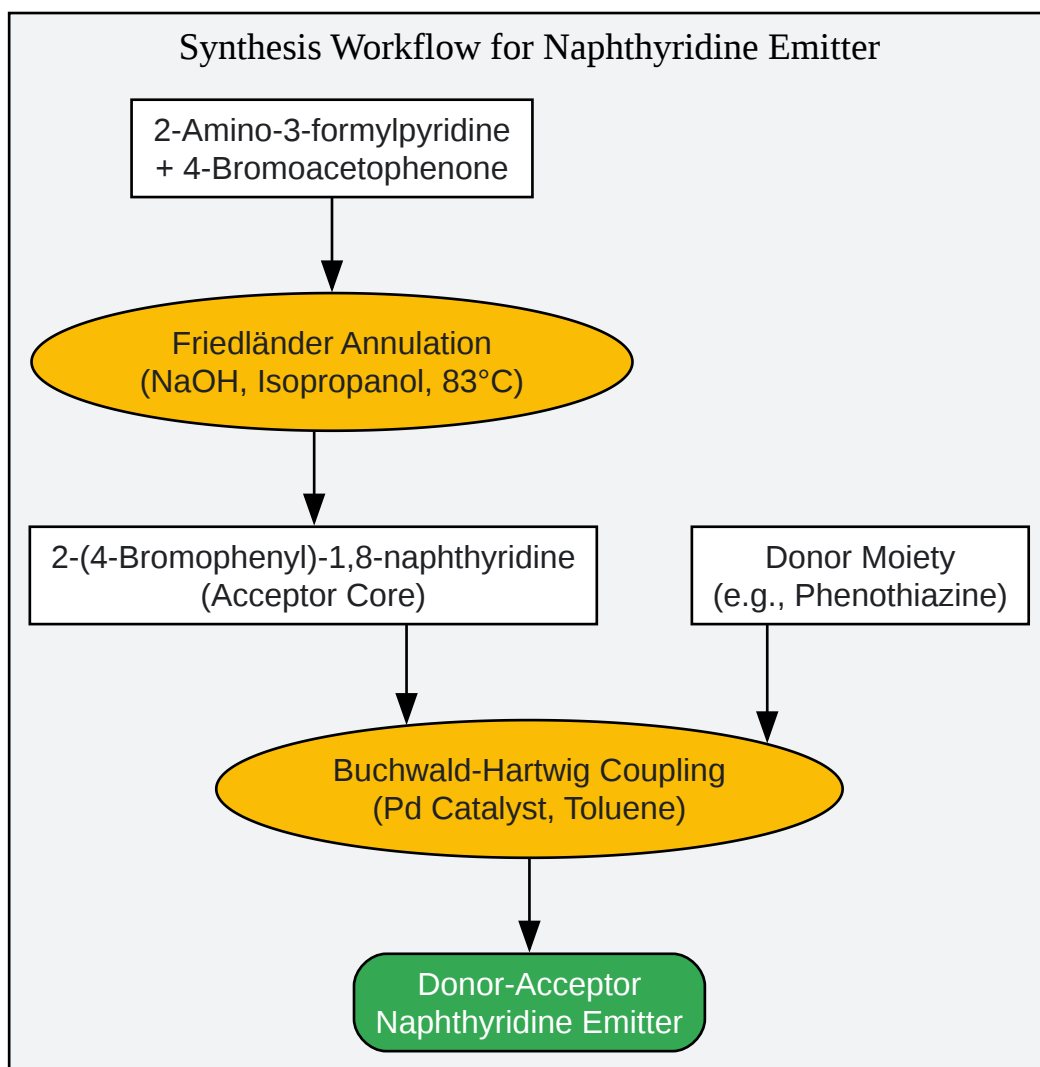 Synthesis Workflow for Naphthyridine Emitter
2-Amino-3-formylpyridine
+ 4-Bromoacetophenone
Friedländer Annulation
(NaOH, Isopropanol, 83°C)
2-(4-Bromophenyl)-1,8-naphthyridine
(Acceptor Core)
Donor Moiety
(e.g., Phenothiazine)
Buchwald-Hartwig Coupling
(Pd Catalyst, Toluene)
Donor-Acceptor
Naphthyridine Emitter